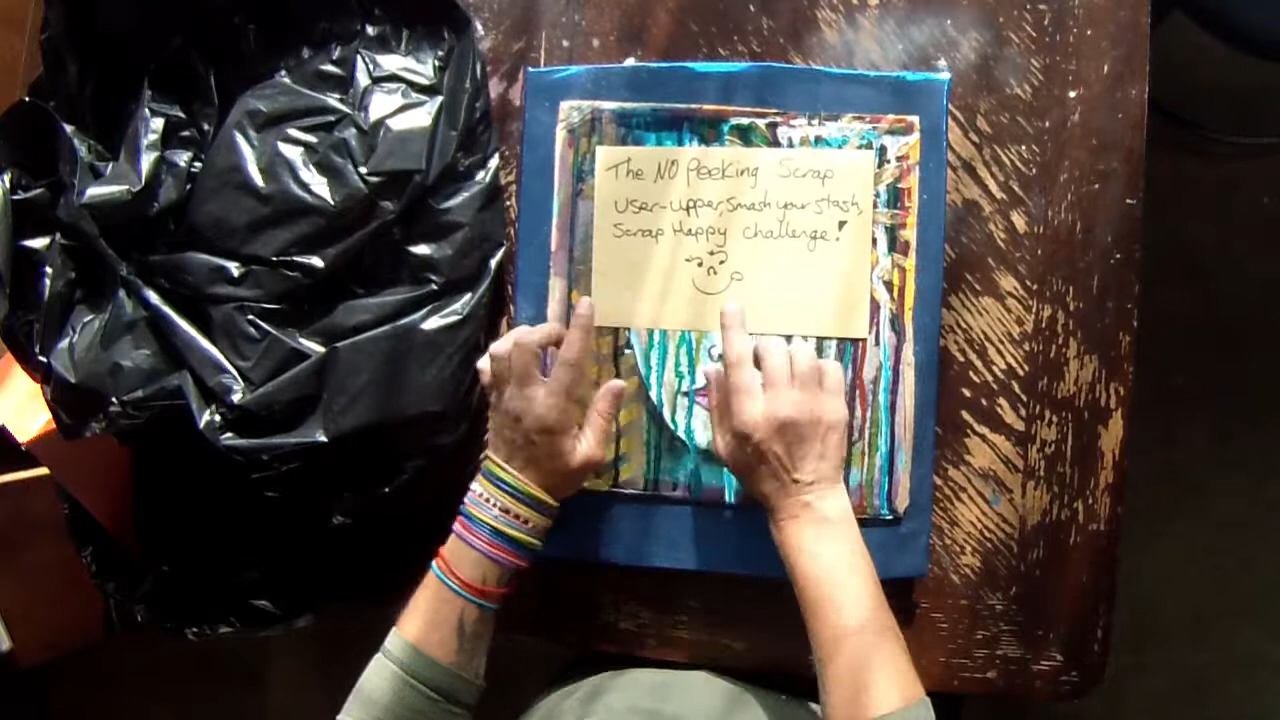 The NO Peeking Scrap
User-upper, Smash your stash,
Scrap Happy challenge!